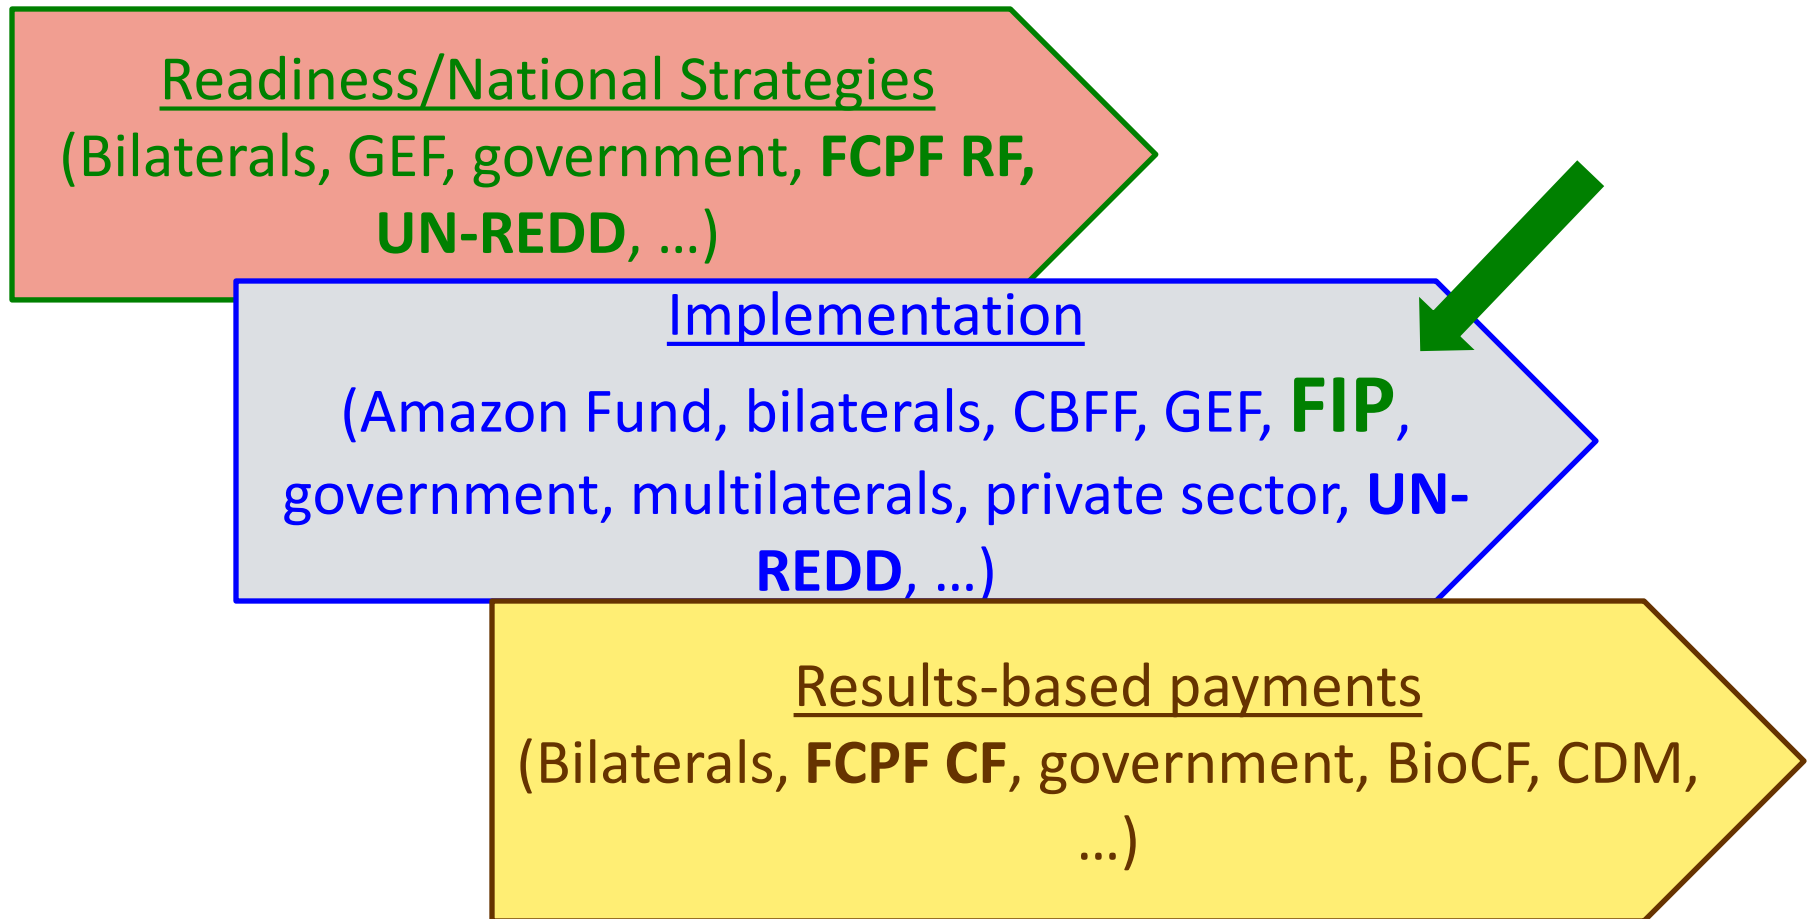 Readiness/National Strategies
(Bilaterals, GEF, government, FCPF RF,
UN-REDD, ...)
Implementation
(Amazon Fund, bilaterals, CBFF, GEF, FIP,
government, multilaterals, private sector, UN-
REDD, ...)
Results-based payments
(Bilaterals, FCPF CF, government, BioCF, CDM,
...)